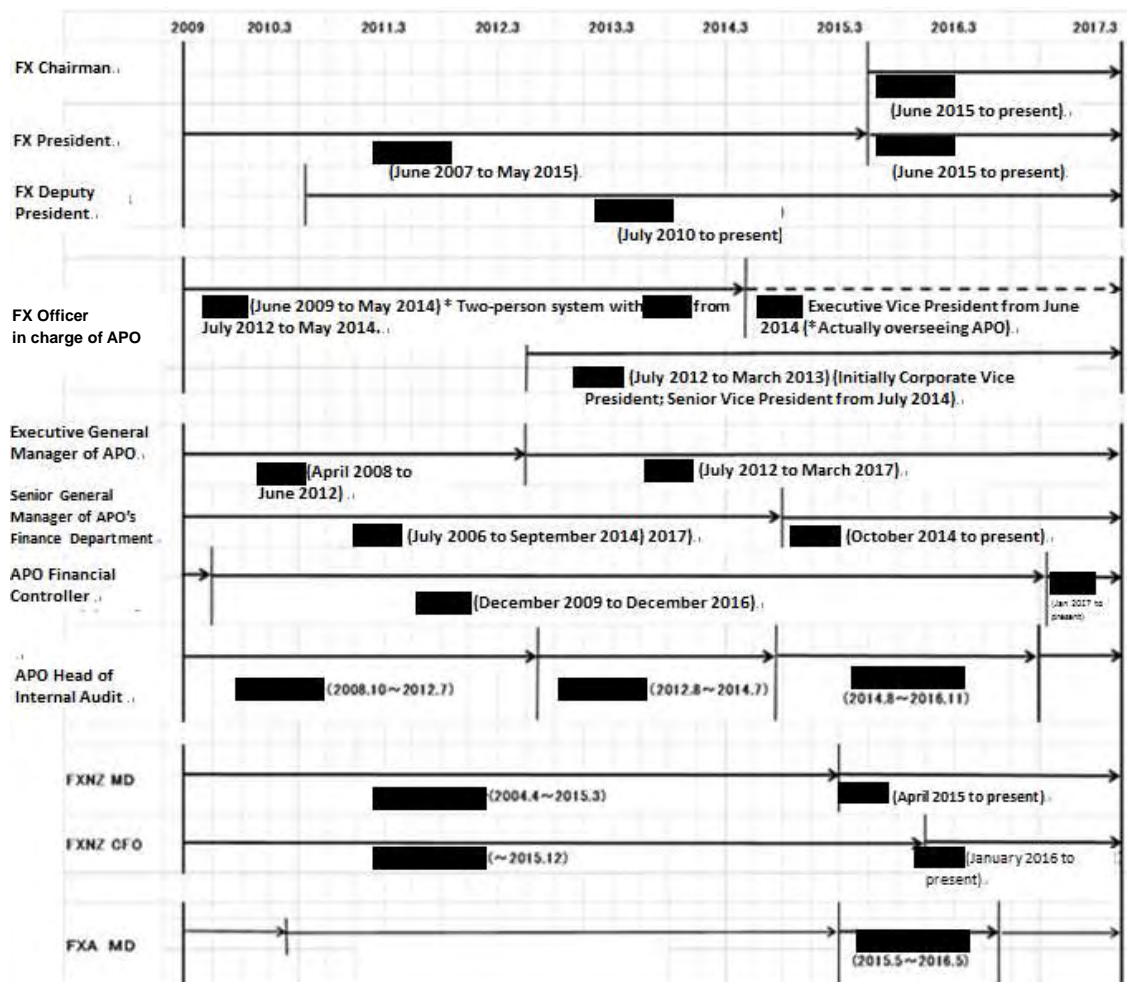 2009 2010.3 2011.3 2012.3 2013.3 2014.3 2015.3 2016.3 2017.3
FX Chairman
(June 2015 to present)
FX President
(June 2007 to May 2015)
(June 2015 to present)
FX Deputy
President
(July 2010 to present)
FX Officer
in charge of APO
(June 2009 to May 2014) * Two-person system with from
July 2012 to May 2014.
Executive Vice President from June
2014 (*Actually overseeing APO)
(July 2012 to March 2013) (Initially Corporate Vice
President; Senior Vice President from July 2014)
Executive General
Manager of APO
(April 2008 to
June 2012)
(July 2012 to March 2017)
Senior General
Manager of APO's
Finance Department
(July 2006 to September 2014) 2017)
(October 2014 to present)
APO Financial
Controller
(December 2009 to December 2016)
(Jan 2017 to
present)
APO Head of
Internal Audit
(2008.10～2012.7)
(2012.8～2014.7)
(2014.8～2016.11)
FXNZ MD
(2004.4～2015.3)
(April 2015 to present)
FXNZ CFO
(～2015.12)
(January 2016 to
present)
FXA MD
(2015.5～2016.5)